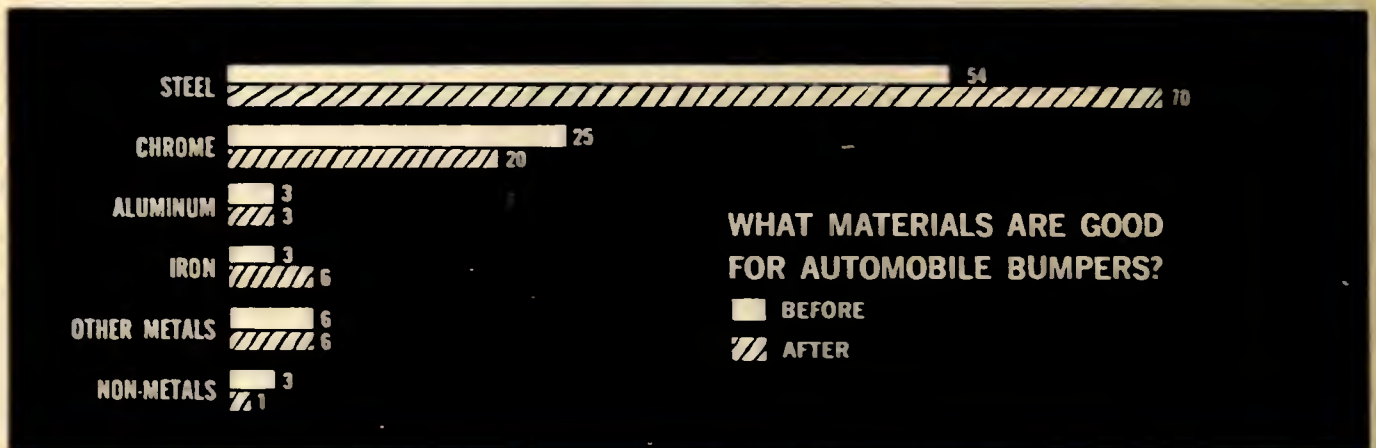 STEEL 54
70
CHROME 25
20
ALUMINUM 3
3
IRON 3
6
OTHER METALS 6
6
NON-METALS 3
1
WHAT MATERIALS ARE GOOD
FOR AUTOMOBILE BUMPERS?
BEFORE
AFTER